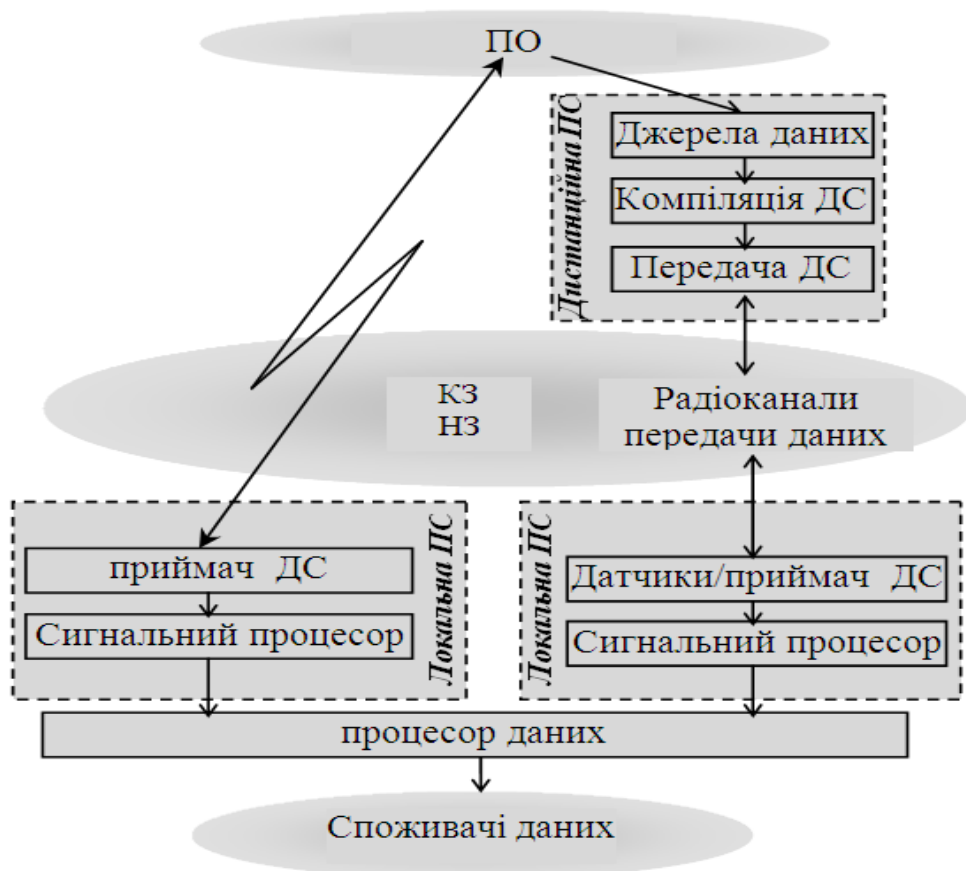 ПО
Дистанційна ПС
Джерела даних
Компіляція ДС
Передача ДС
КЗ
НЗ
Радіоканали
передачи даних
приймач ДС
Сигнальний процесор
Локальна ПС
Локальна ПС
Датчики/приймач ДС
Сигнальний процесор
процесор даних
Споживачі даних